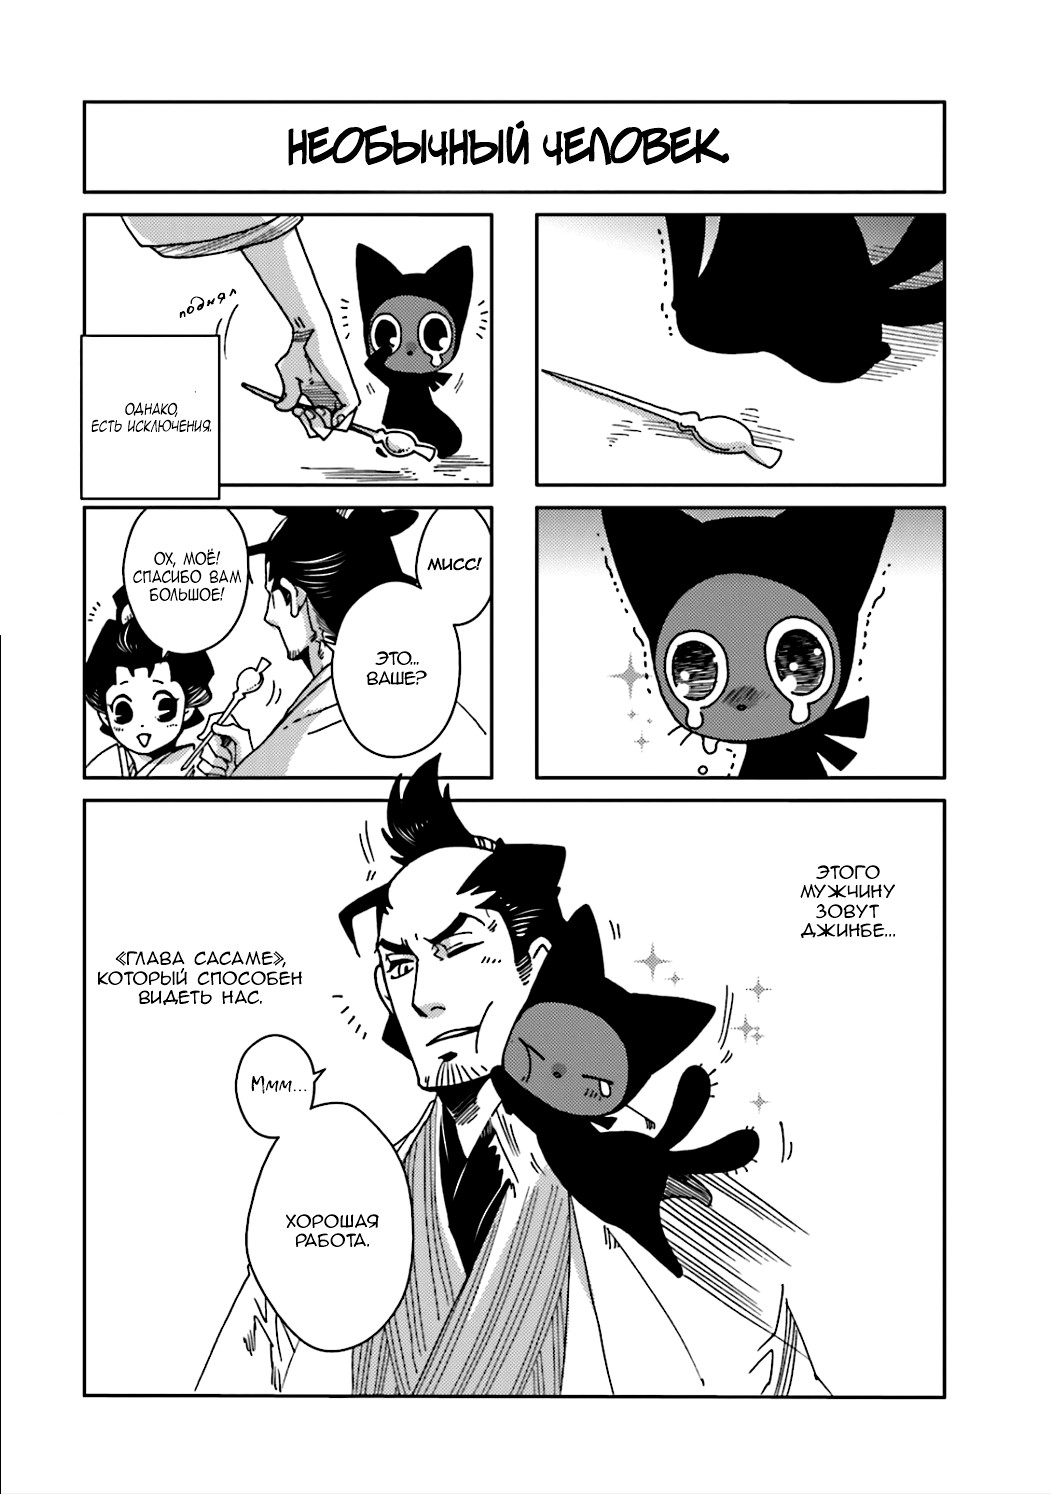 НЕОБЫЧНЫЙ ЧЕЛОВЕК.
поднял
ОДНАКО,
ЕСТЬ ИСКЛЮЧЕНИЯ.
МИСС!
ЭТО...
ВАШЕ?
ОХ, МОЁ!
СПАСИБО ВАМ
БОЛЬШОЕ!
ЭТОГО
МУЖЧИНУ
ЗОВУТ
ДЖИНБЕ...
《ГЛАВА САСАМЕ》,
КОТОРЫЙ СПОСОБЕН
ВИДЕТЬ НАС.
Ммм...
ХОРОШАЯ
РАБОТА.